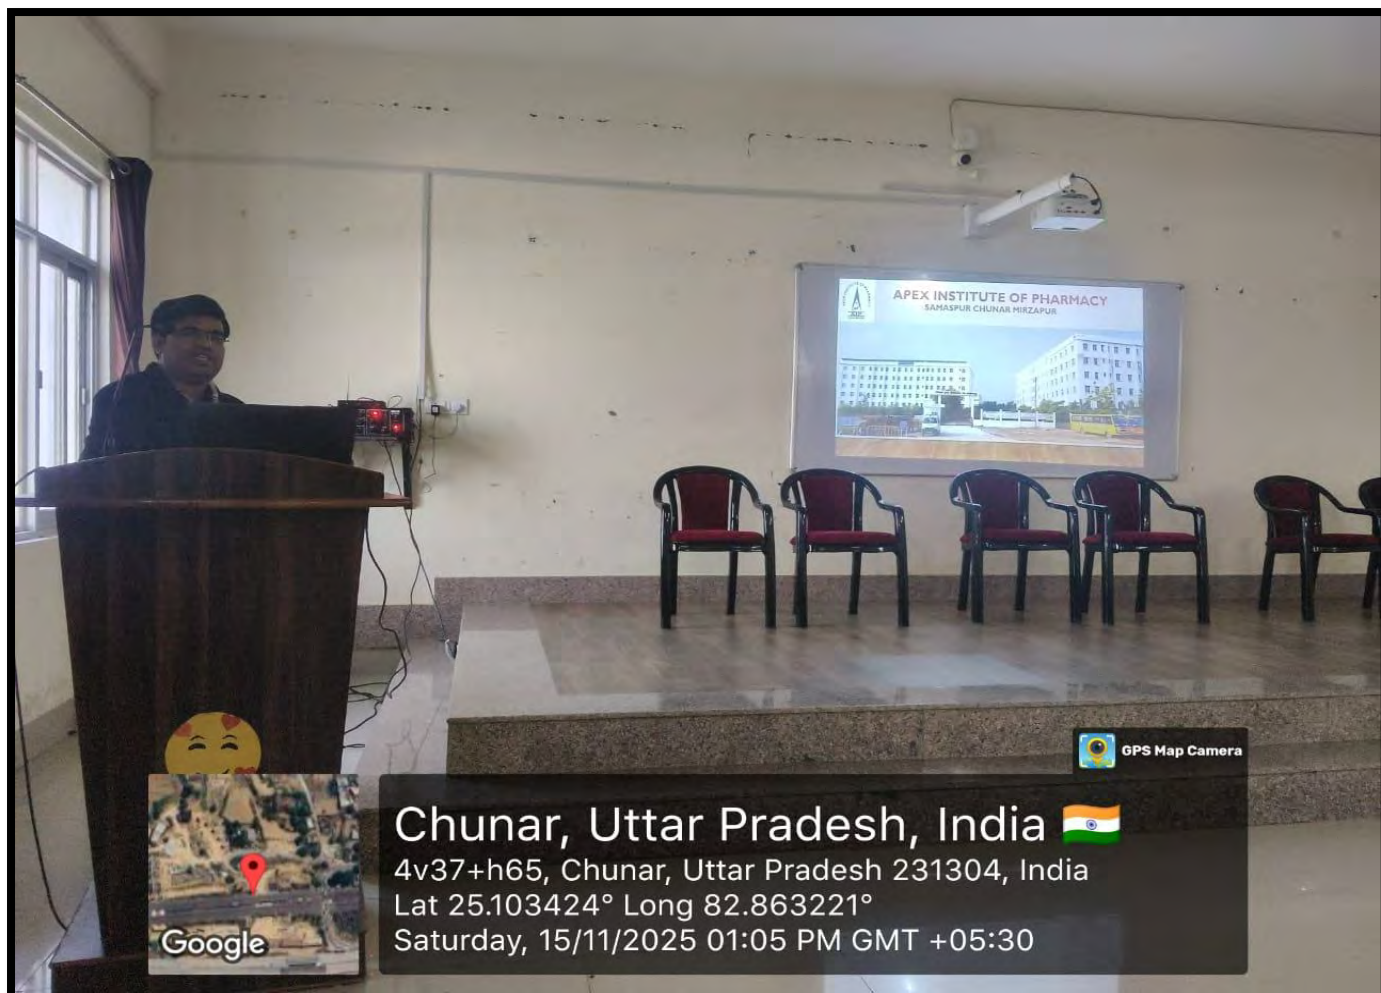 APEX INSTITUTE OF PHARMACY
SAMASPUR CHUNAR MIRZAPUR
GPS Map Camera
Chunar, Uttar Pradesh, India
4v37+h65, Chunar, Uttar Pradesh 231304, India
Lat 25.103424° Long 82.863221°
Saturday, 15/11/2025 01:05 PM GMT +05:30
Google